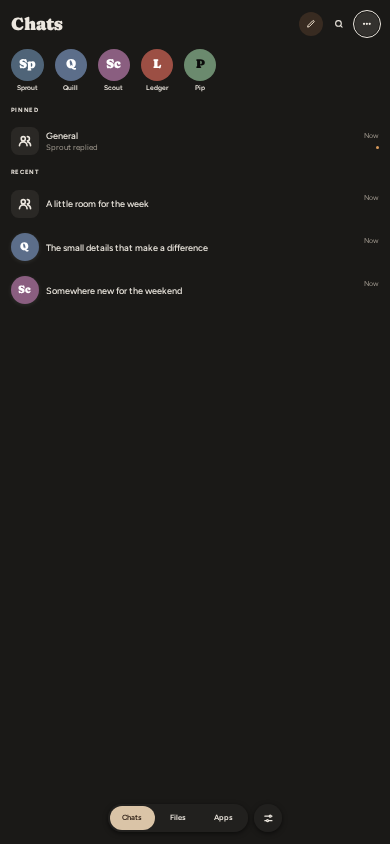 Chats
Sp Q Sc L P
Sprout Quill Scout Ledger Pip
PINNED
General
Now
Sprout replied
RECENT
A little room for the week
Now
Q
The small details that make a difference
Now
Sc
Somewhere new for the weekend
Now
Chats Files Apps